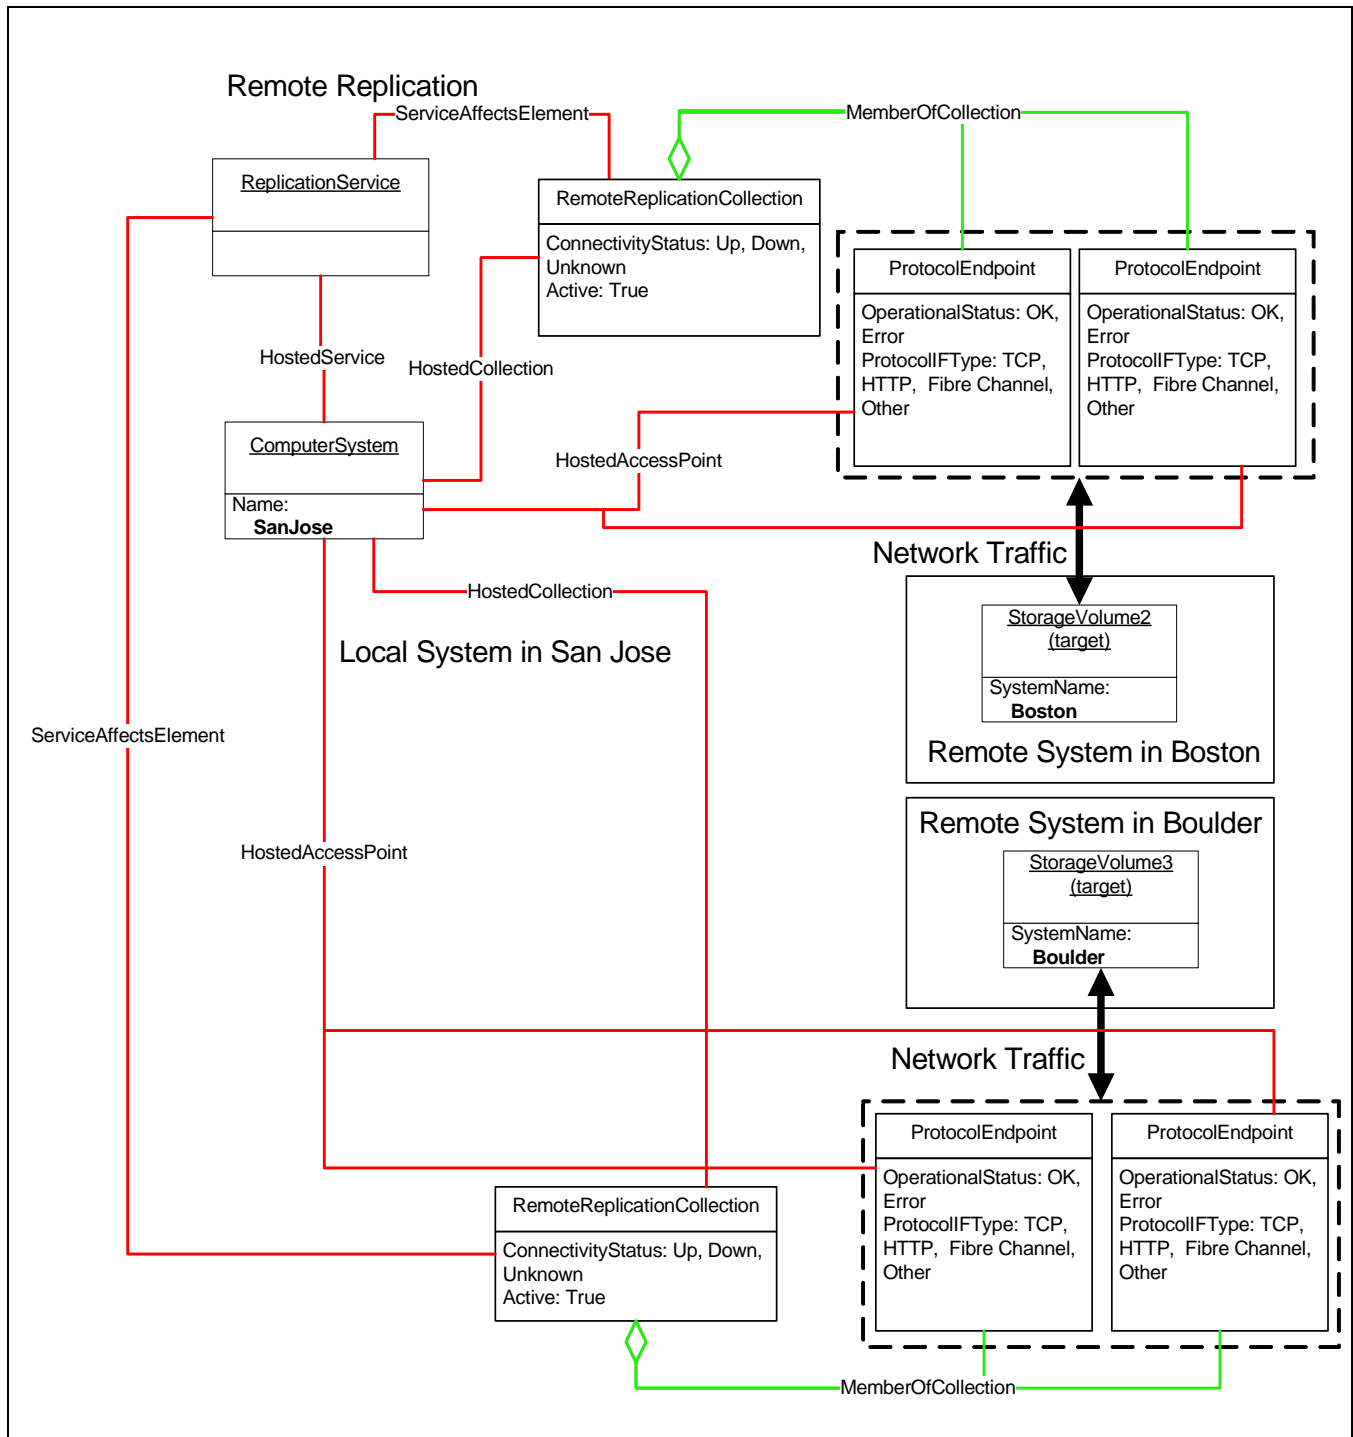 Remote Replication
ServiceAffectsElement
MemberOfCollection
ReplicationService
RemoteReplicationCollection
ConnectivityStatus: Up, Down,
Unknown
Active: True
ProtocolEndpoint
OperationalStatus: OK,
Error
ProtocolIFType: TCP,
HTTP, Fibre Channel,
Other
ProtocolEndpoint
OperationalStatus: OK,
Error
ProtocolIFType: TCP,
HTTP, Fibre Channel,
Other
HostedService
HostedCollection
ComputerSystem
Name:
SanJose
HostedAccessPoint
Network Traffic
HostedCollection
StorageVolume2
(target)
SystemName:
Boston
Remote System in Boston
Local System in San Jose
ServiceAffectsElement
Remote System in Boulder
StorageVolume3
(target)
SystemName:
Boulder
HostedAccessPoint
Network Traffic
ProtocolEndpoint
OperationalStatus: OK,
Error
ProtocolIFType: TCP,
HTTP, Fibre Channel,
Other
ProtocolEndpoint
OperationalStatus: OK,
Error
ProtocolIFType: TCP,
HTTP, Fibre Channel,
Other
RemoteReplicationCollection
ConnectivityStatus: Up, Down,
Unknown
Active: True
MemberOfCollection